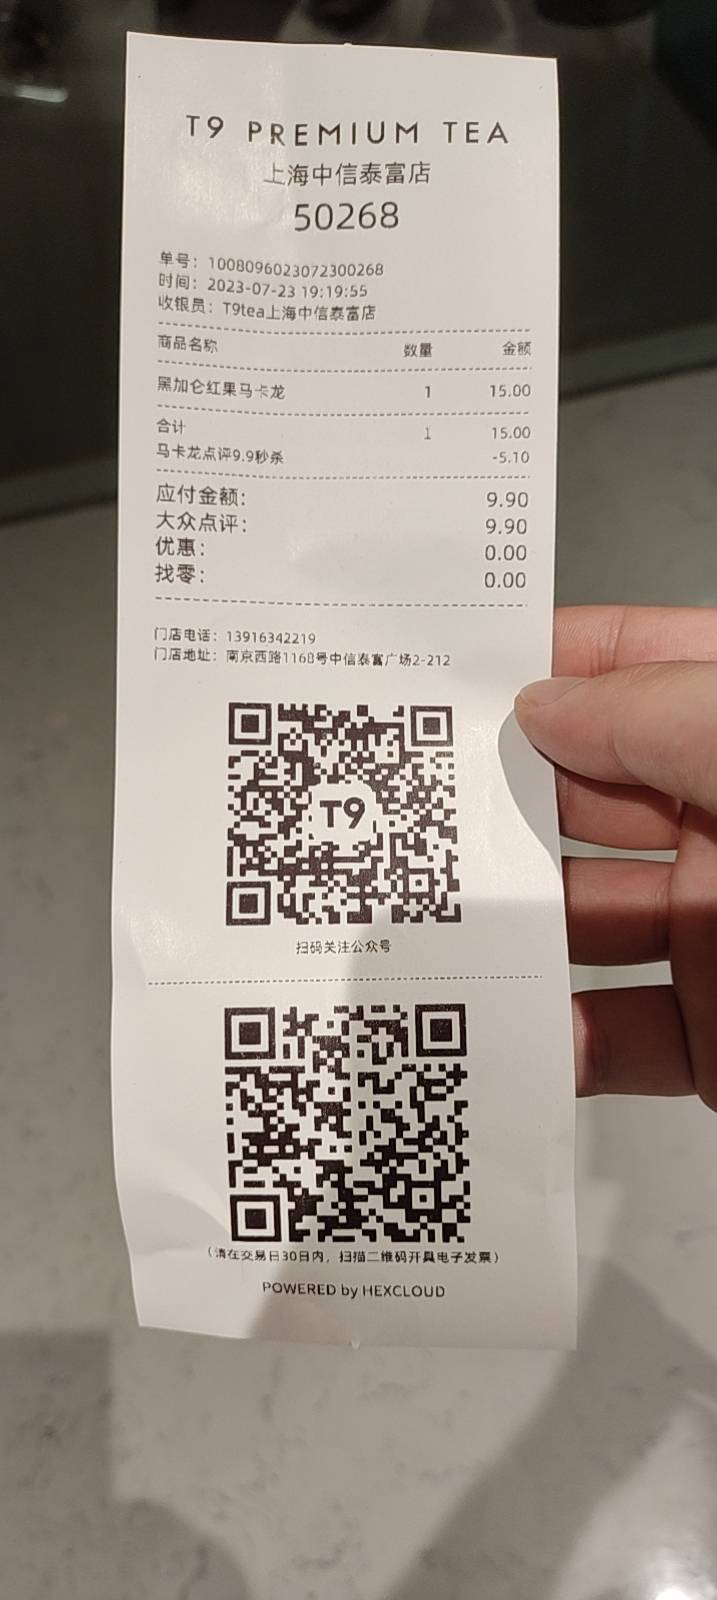 T9 PREMIUM TEA
上海中信泰富店
50268
单号：1008096023072300268
时间：2023-07-23 19:19:55
收银员：T9tea上海中信泰富店
商品名称 数量 金额
黑加仑红果马卡龙 1 15.00
合计 1 15.00
马卡龙点评9.9秒杀 -5.10
应付金额： 9.90
大众点评： 9.90
优惠： 0.00
找零： 0.00
门店电话：13916342219
门店地址：南京西路1168号中信泰富广场2-212
T9
扫码关注公众号
（请在交易日30日内，扫描二维码开具电子发票）
POWERED by HEXCLOUD